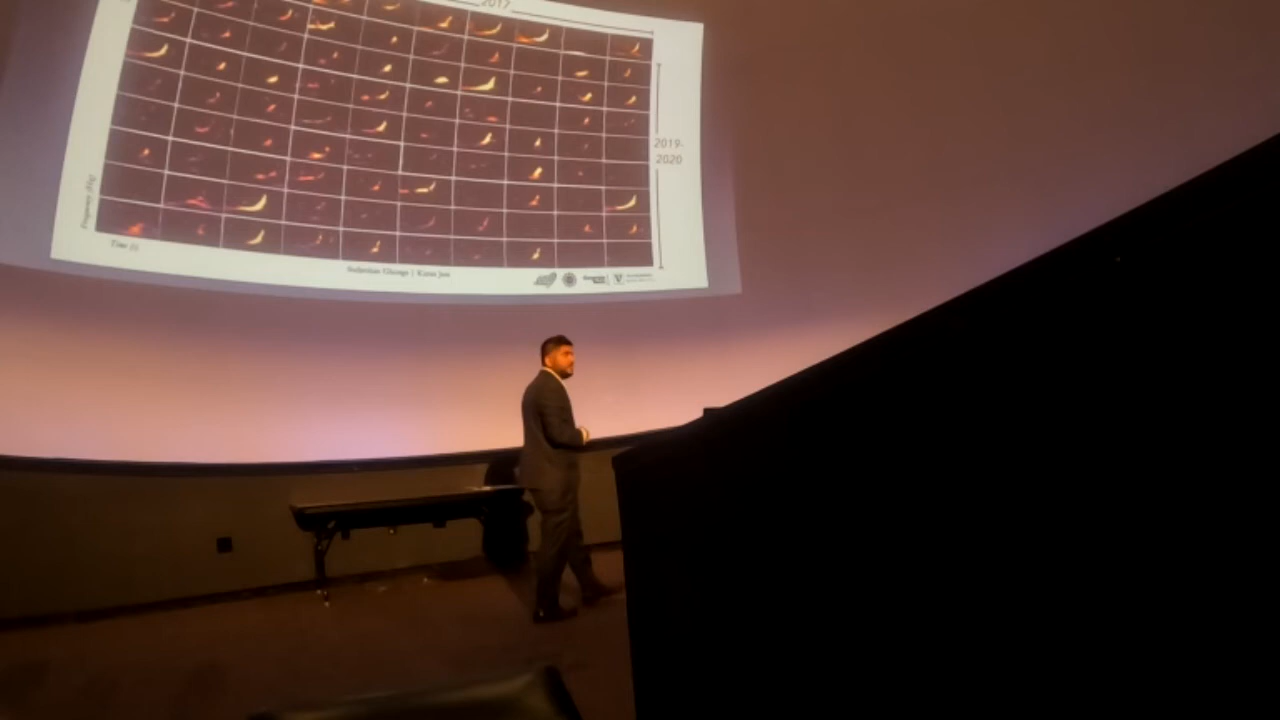 2017
2019-
2020
Frequency (Hz)
Time (s)
Sudarshan Ghonge | Karan Jani